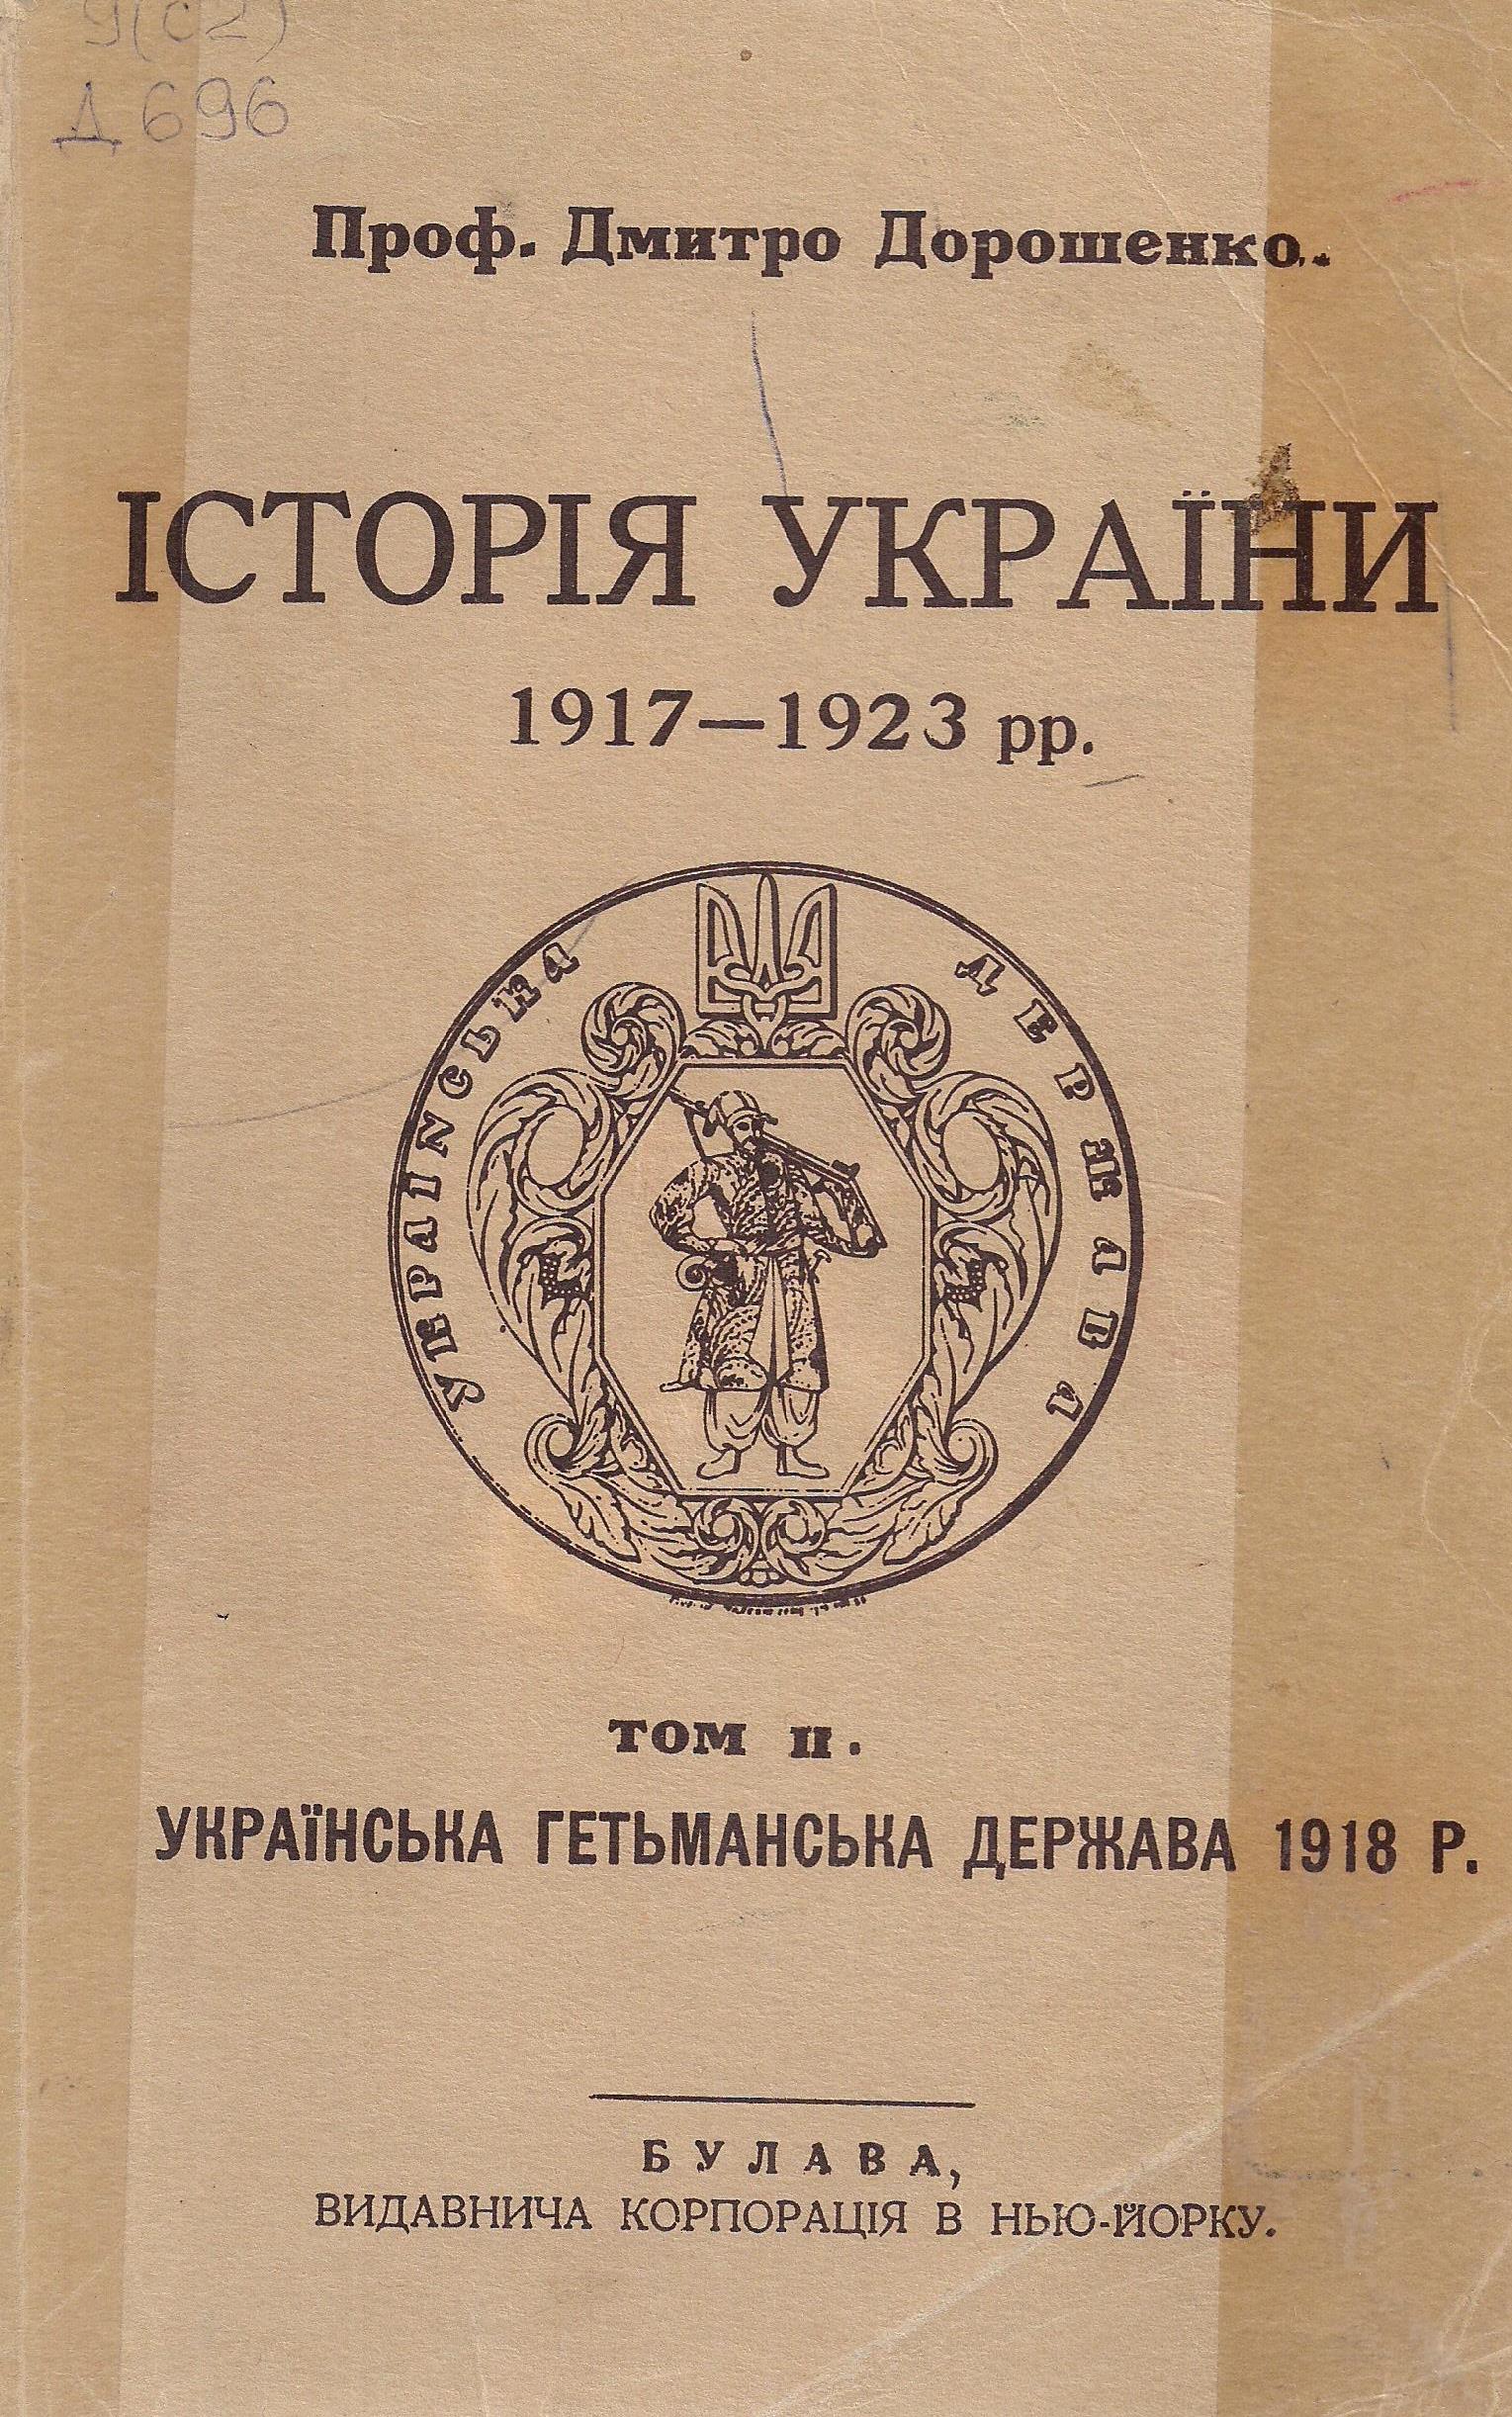 9(с2)
Д 696
Проф. Дмитро Дорошенко.
ІСТОРІЯ УКРАЇНИ
1917—1923 рр.
УКРАІNСЬКА ДЕРЖАВА
ТОМ II.
УКРАЇНСЬКА ГЕТЬМАНСЬКА ДЕРЖАВА 1918 Р.
БУЛАВА,
ВИДАВНИЧА КОРПОРАЦІЯ В НЬЮ-ЙОРКУ.